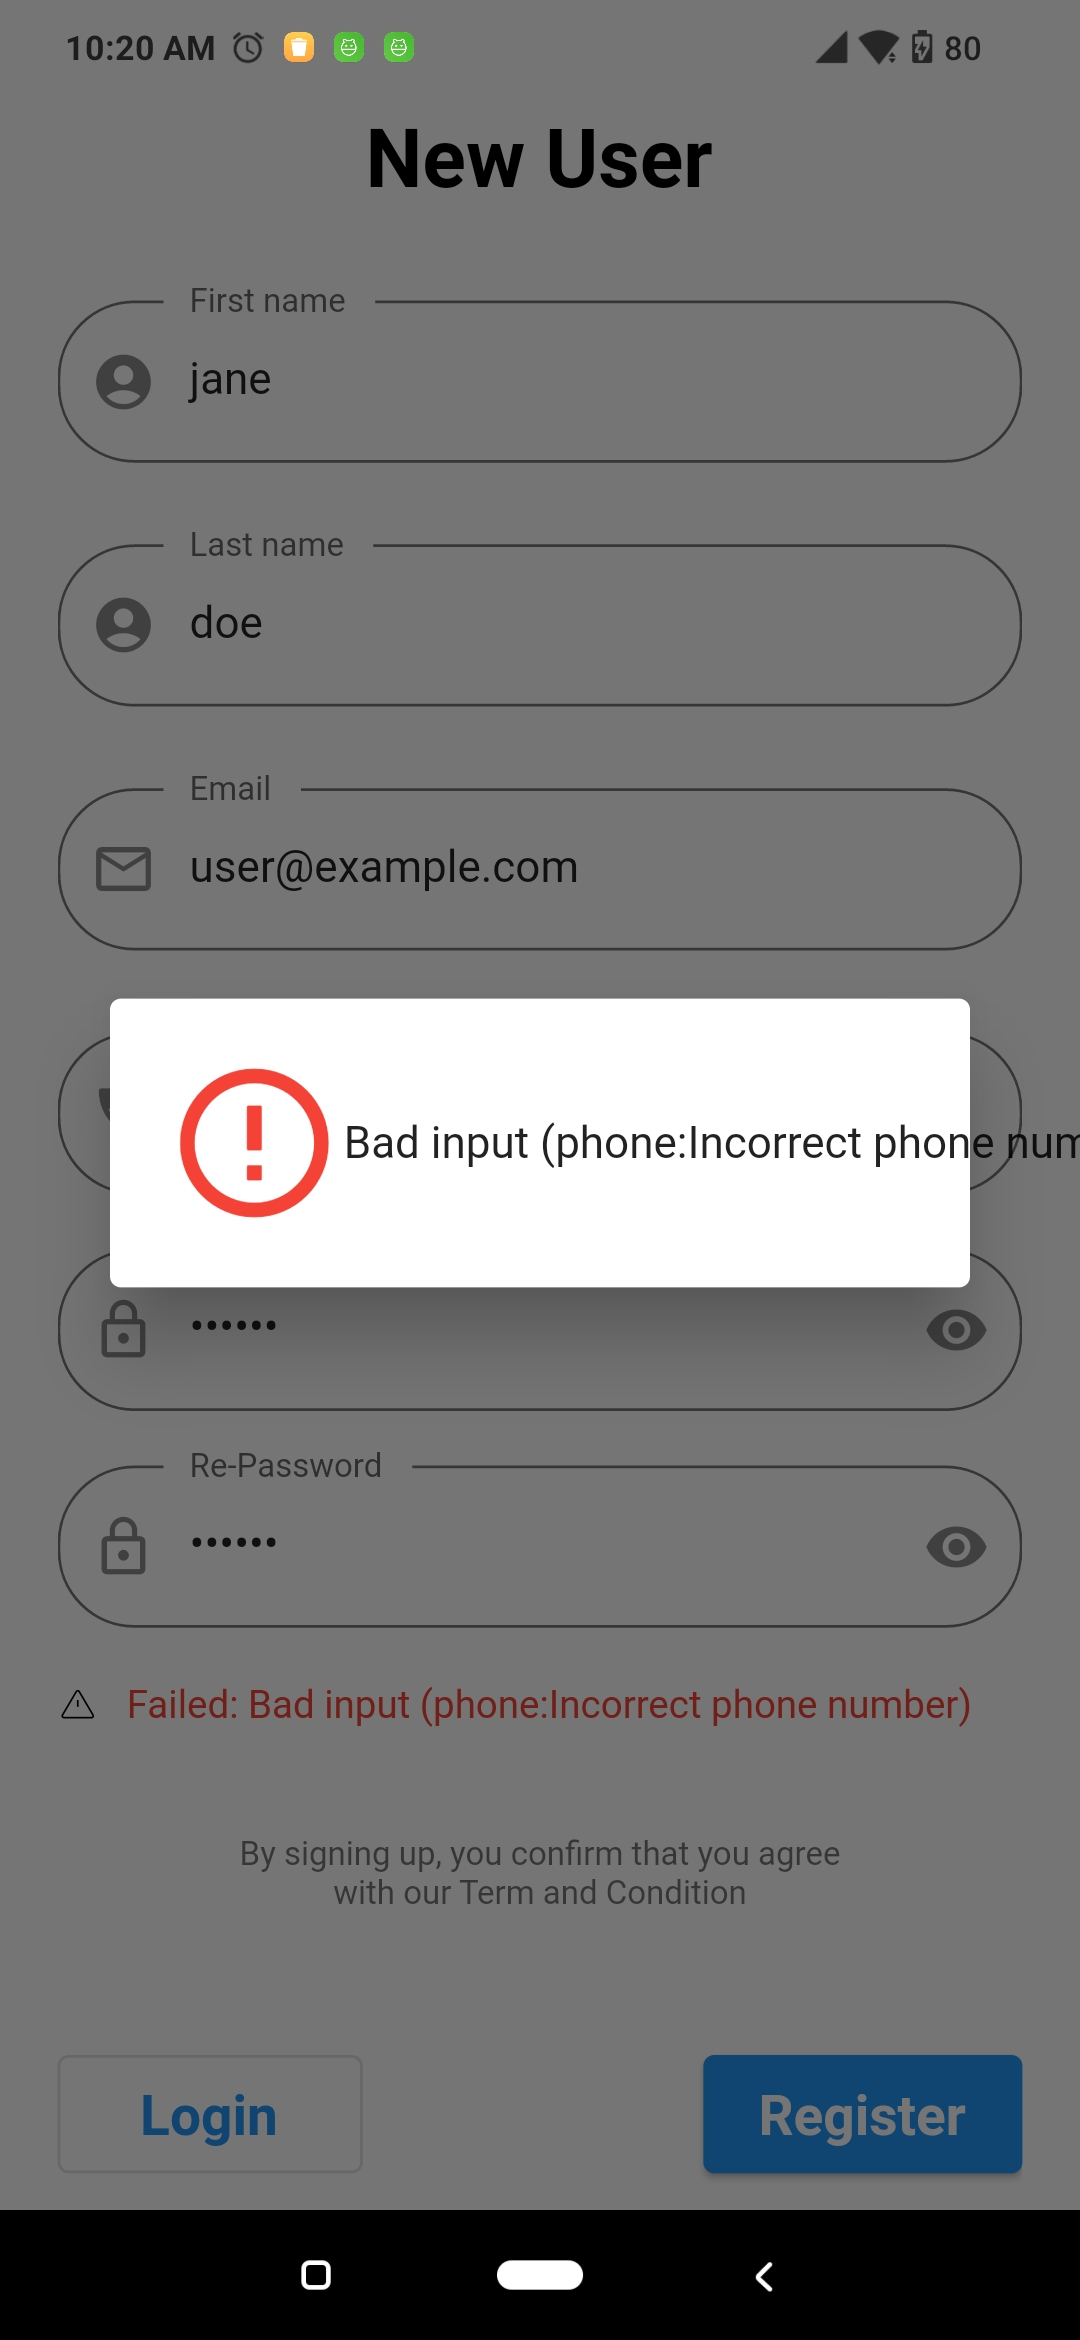 10:20 AM 80
New User
First name
jane
Last name
doe
Email
user@example.com
Bad input (phone:Incorrect phone num
••••••
Re-Password
••••••
Failed: Bad input (phone:Incorrect phone number)
By signing up, you confirm that you agree
with our Term and Condition
Login
Register